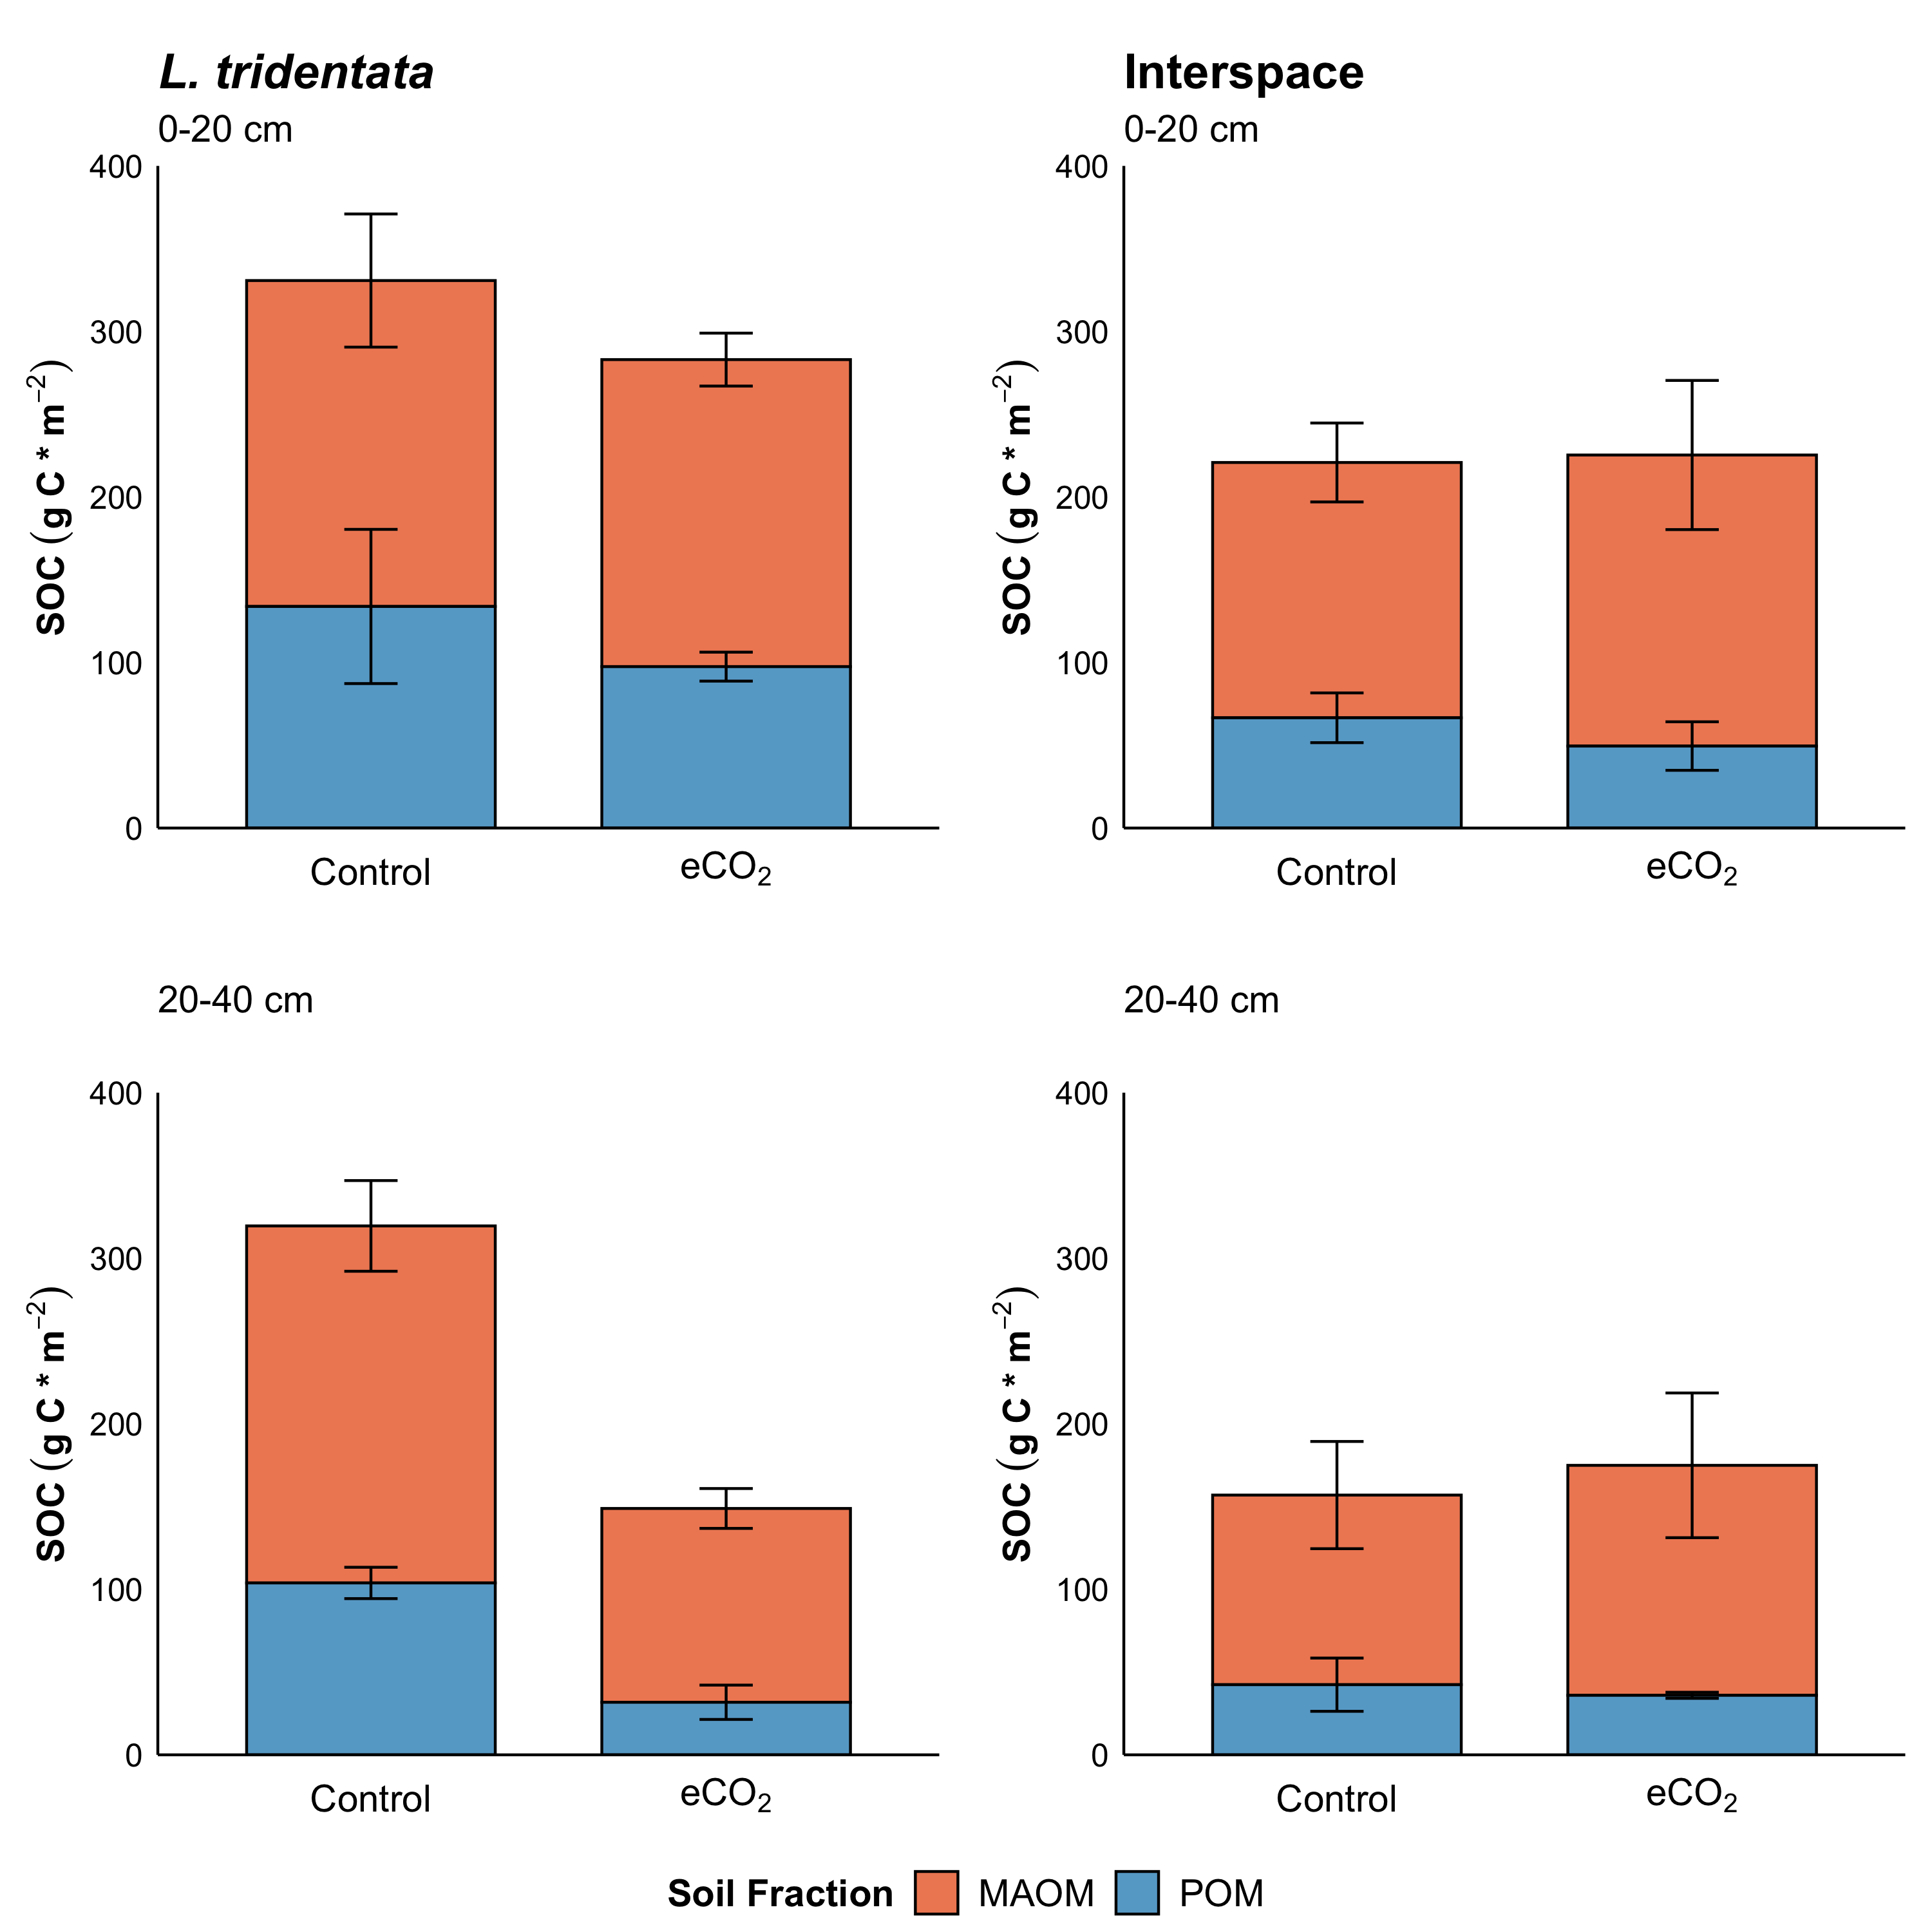 L. tridentata
0-20 cm
400
300
200
100
0
SOC (g C * m⁻²)
Control
eCO₂
Interspace
0-20 cm
400
300
200
100
0
SOC (g C * m⁻²)
Control
eCO₂
20-40 cm
400
300
200
100
0
SOC (g C * m⁻²)
Control
eCO₂
20-40 cm
400
300
200
100
0
SOC (g C * m⁻²)
Control
eCO₂
Soil Fraction MAOM POM